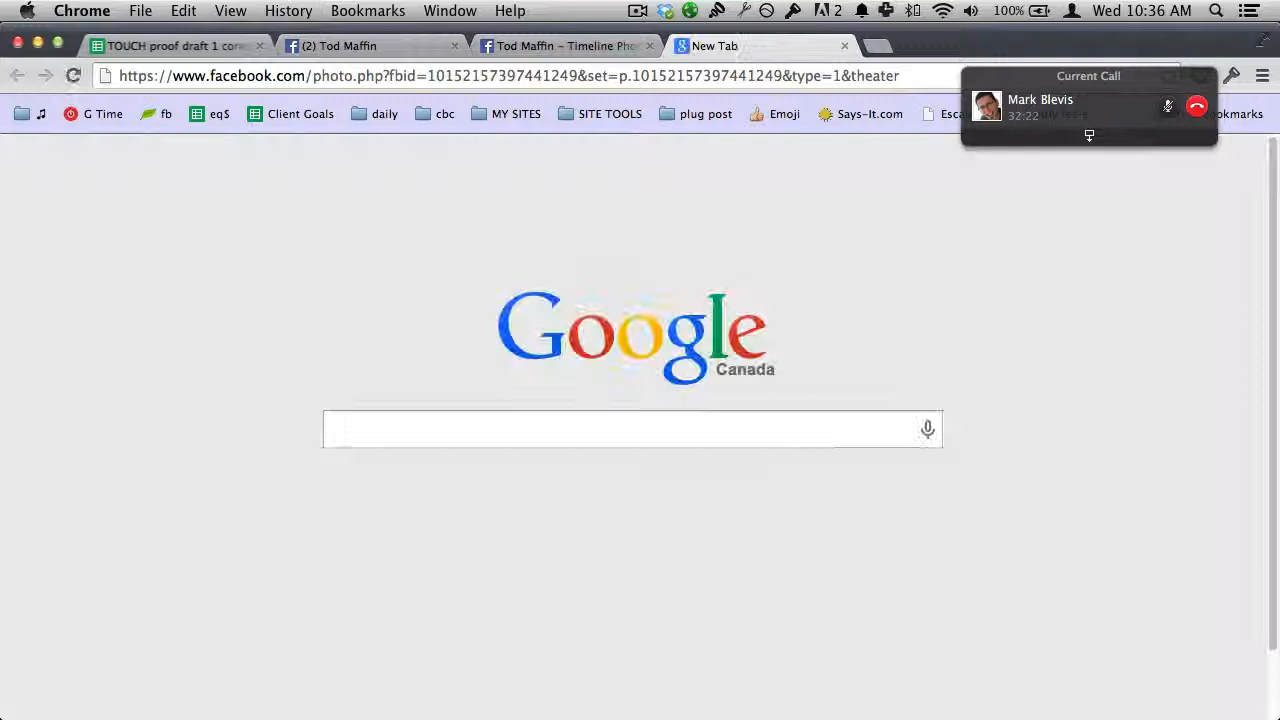 Chrome File Edit View History Bookmarks Window Help 2 100% Wed 10:36 AM
TOUCH proof draft 1 (2) Tod Maffin Tod Maffin - Timeline New Tab
https://www.facebook.com/photo.php?fbid=10152157397441249&set=p.10152157397441249&type=1&theater
G Time fb eq$ Client Goals daily cbc MY SITES SITE TOOLS plug post Emoji Says-It.com
Current Call
Mark Blevis
32:22
Google
Canada